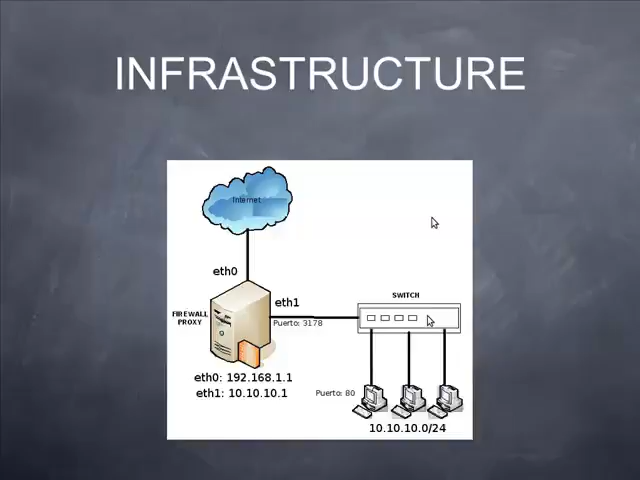 INFRASTRUCTURE
Internet
eth0
eth1
SWITCH
FIREWALL
PROXY
Puerto: 3178
eth0: 192.168.1.1
eth1: 10.10.10.1
Puerto: 80
10.10.10.0/24